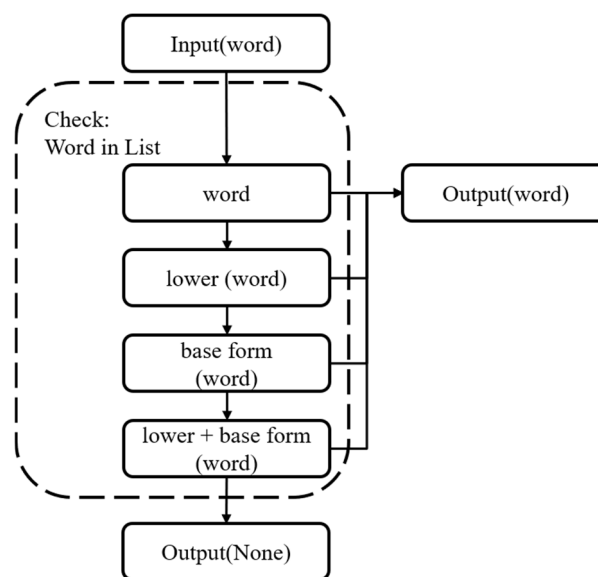 Input(word)
Check:
Word in List
word
Output(word)
lower (word)
base form
(word)
lower + base form
(word)
Output(None)